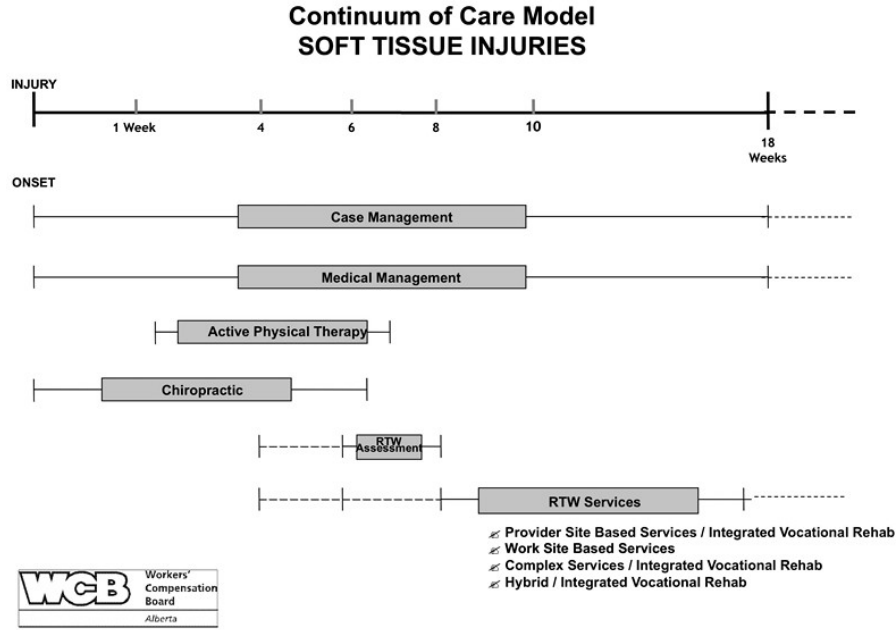 Continuum of Care Model
SOFT TISSUE INJURIES
INJURY
1 Week 4 6 8 10 18
Weeks
ONSET
Case Management
Medical Management
Active Physical Therapy
Chiropractic
RTW
Assessment
RTW Services
Provider Site Based Services / Integrated Vocational Rehab
Work Site Based Services
Complex Services / Integrated Vocational Rehab
Hybrid / Integrated Vocational Rehab
WCB
Workers'
Compensation
Board
Alberta